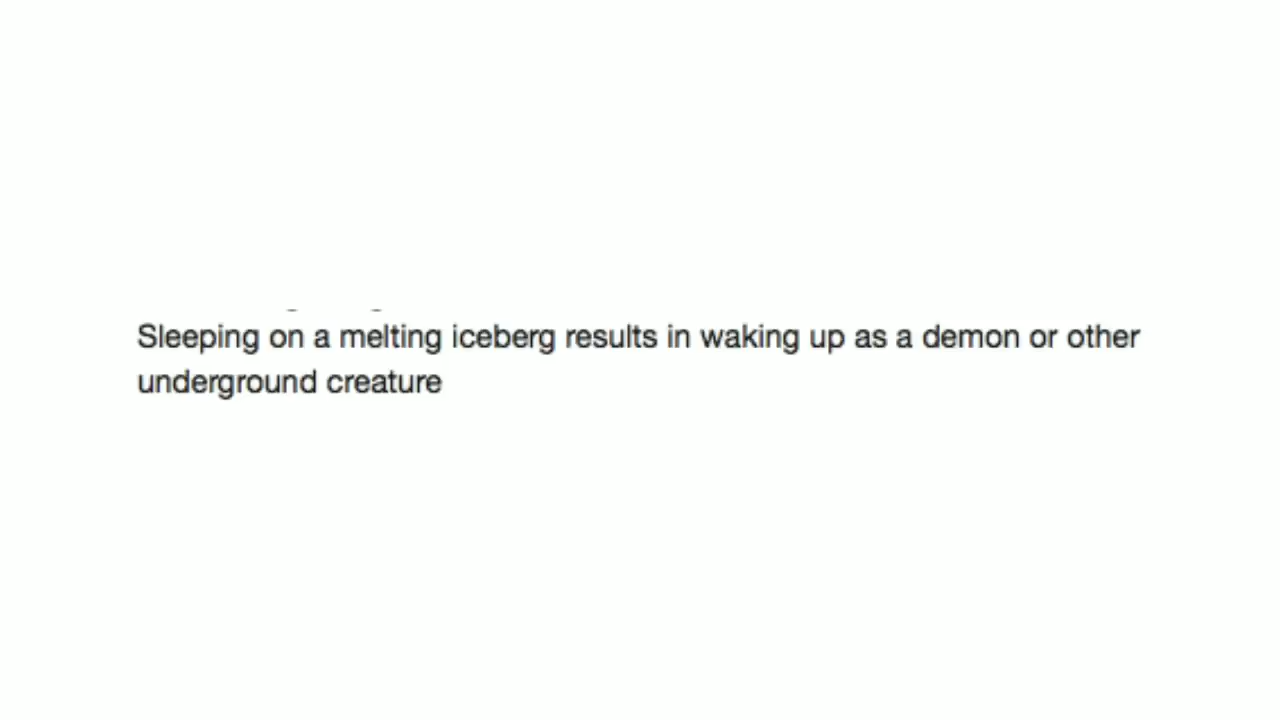 Sleeping on a melting iceberg results in waking up as a demon or other
underground creature